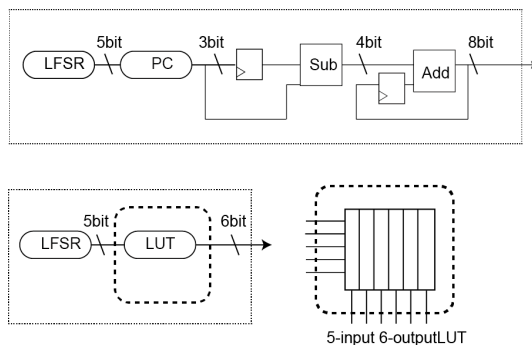 5bit 3bit 4bit 8bit
LFSR PC Sub Add
5bit 6bit
LFSR LUT
5-input 6-outputLUT